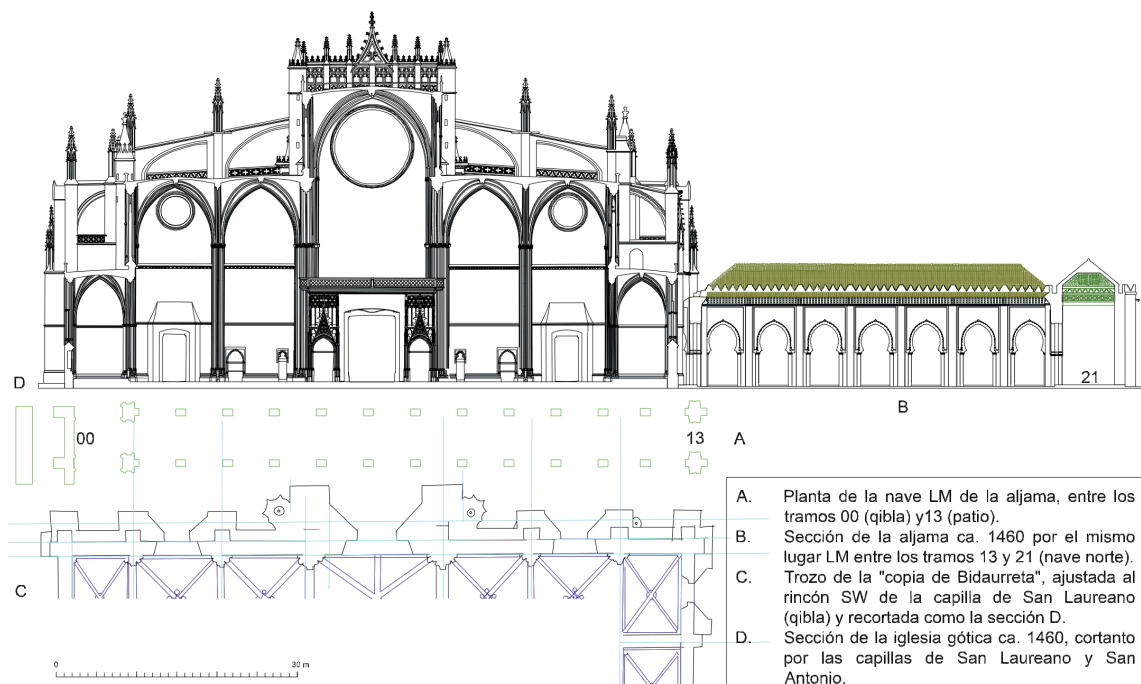 21
D
B
00
13
A
C
0
30 m
A. Planta de la nave LM de la aljama, entre los
tramos 00 (qibla) y13 (patio).
B. Sección de la aljama ca. 1460 por el mismo
lugar LM entre los tramos 13 y 21 (nave norte).
C. Trozo de la "copia de Bidaurreta", ajustada al
rincón SW de la capilla de San Laureano
(qibla) y recortada como la sección D.
D. Sección de la iglesia gótica ca. 1460, cortanto
por las capillas de San Laureano y San
Antonio.